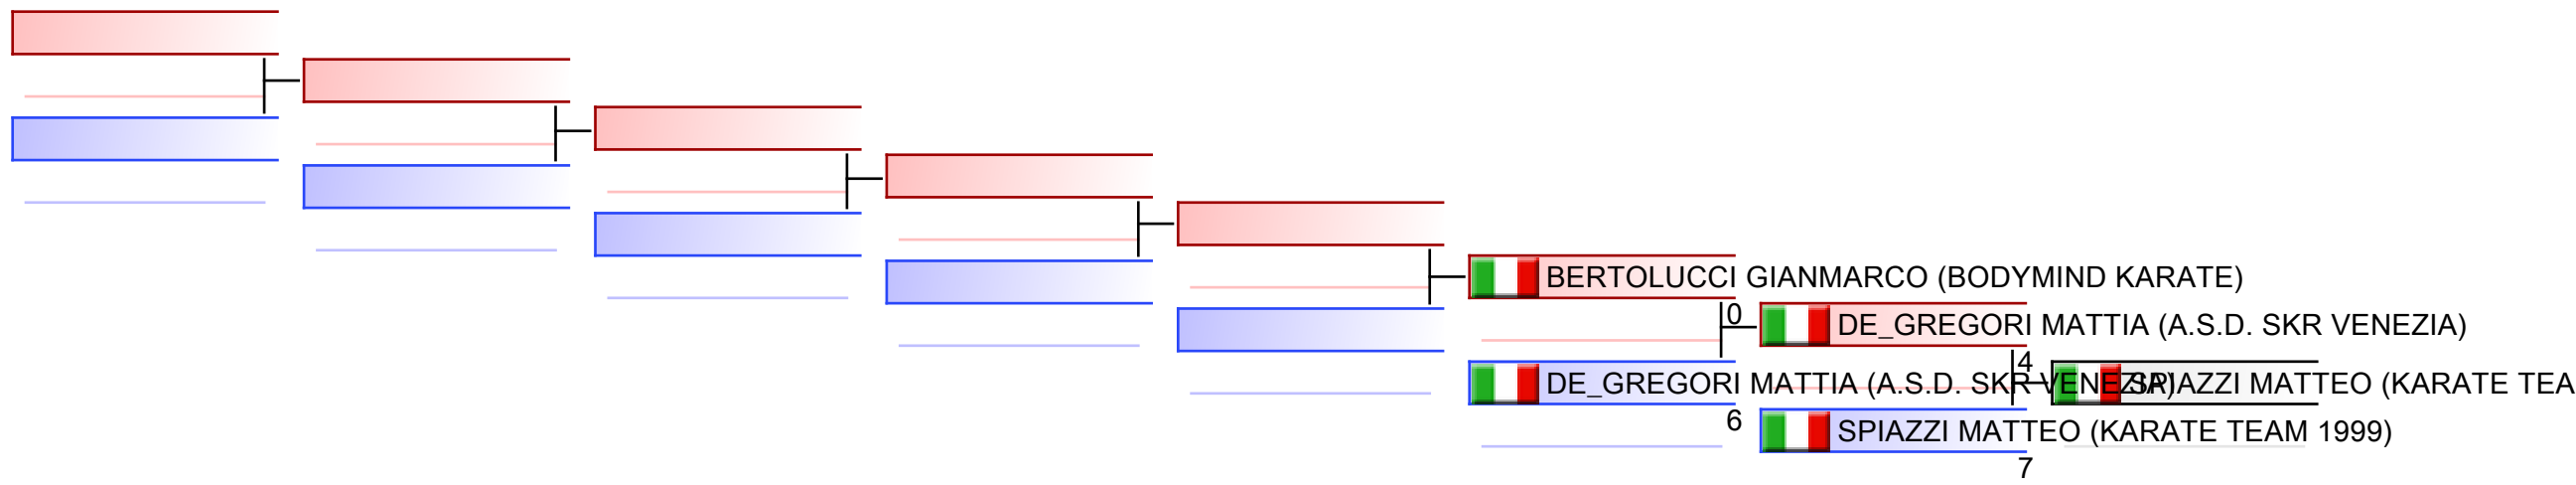 BERTOLUCCI GIANMARCO (BODYMIND KARATE)
0
DE_GREGORI MATTIA (A.S.D. SKR VENEZIA)
4
DE_GREGORI MATTIA (A.S.D. SKR VENEZIA)
SPIAZZI MATTEO (KARATE TEA
6
SPIAZZI MATTEO (KARATE TEAM 1999)
7